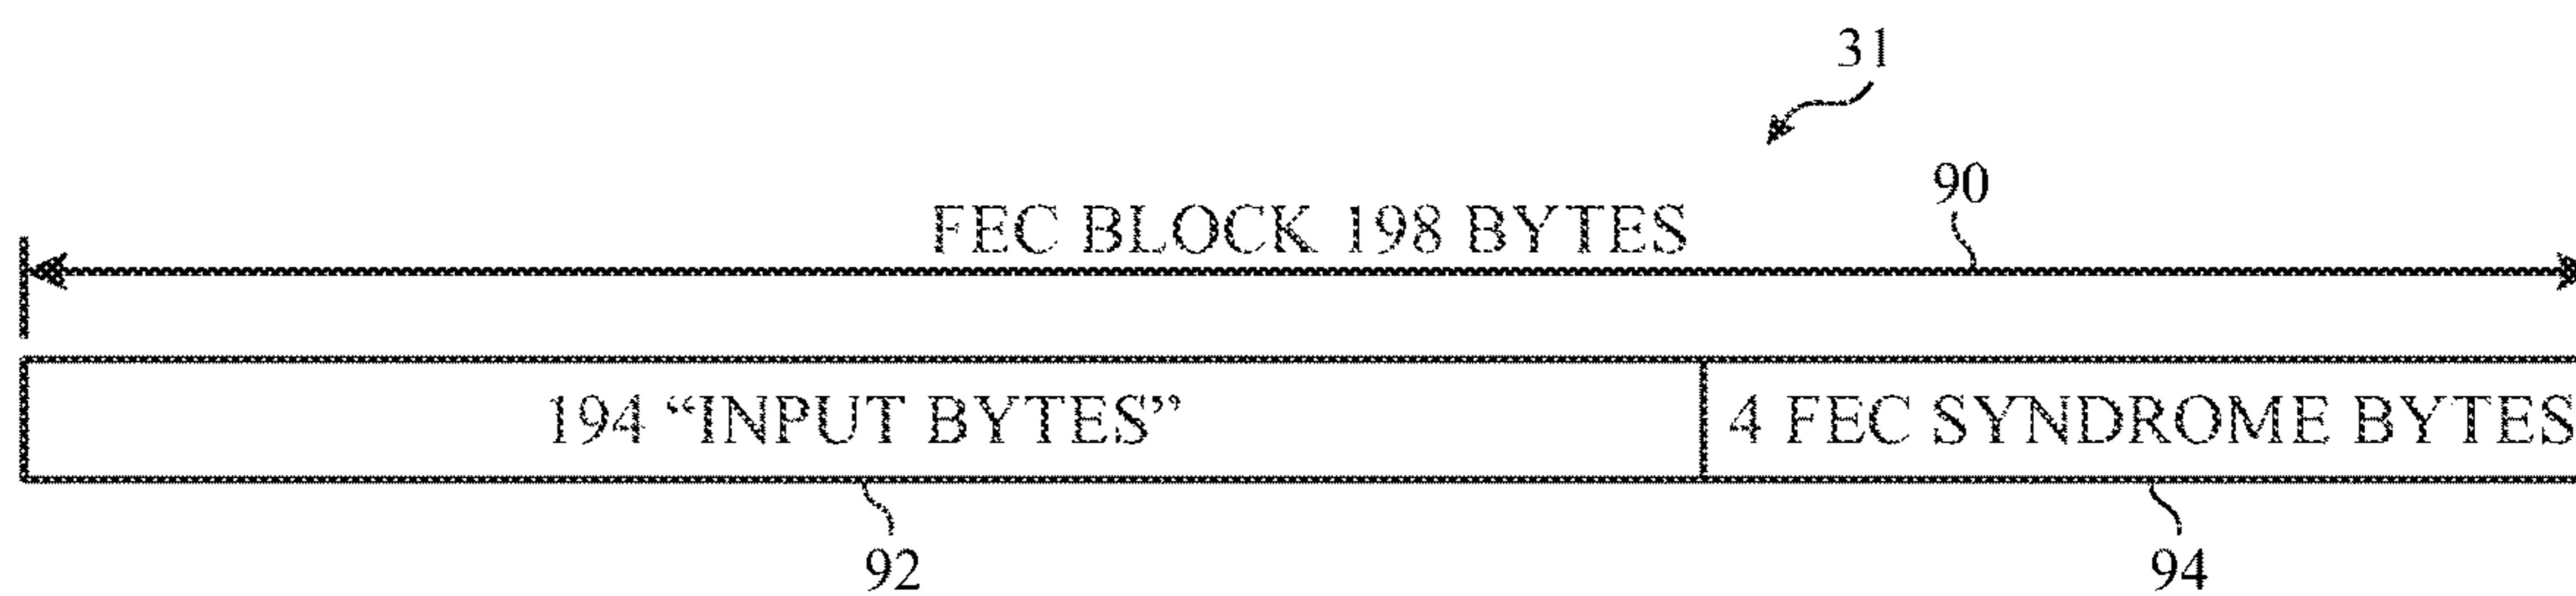 31
90
FEC BLOCK 198 BYTES
194 “INPUT BYTES”
4 FEC SYNDROME BYTES
92
94